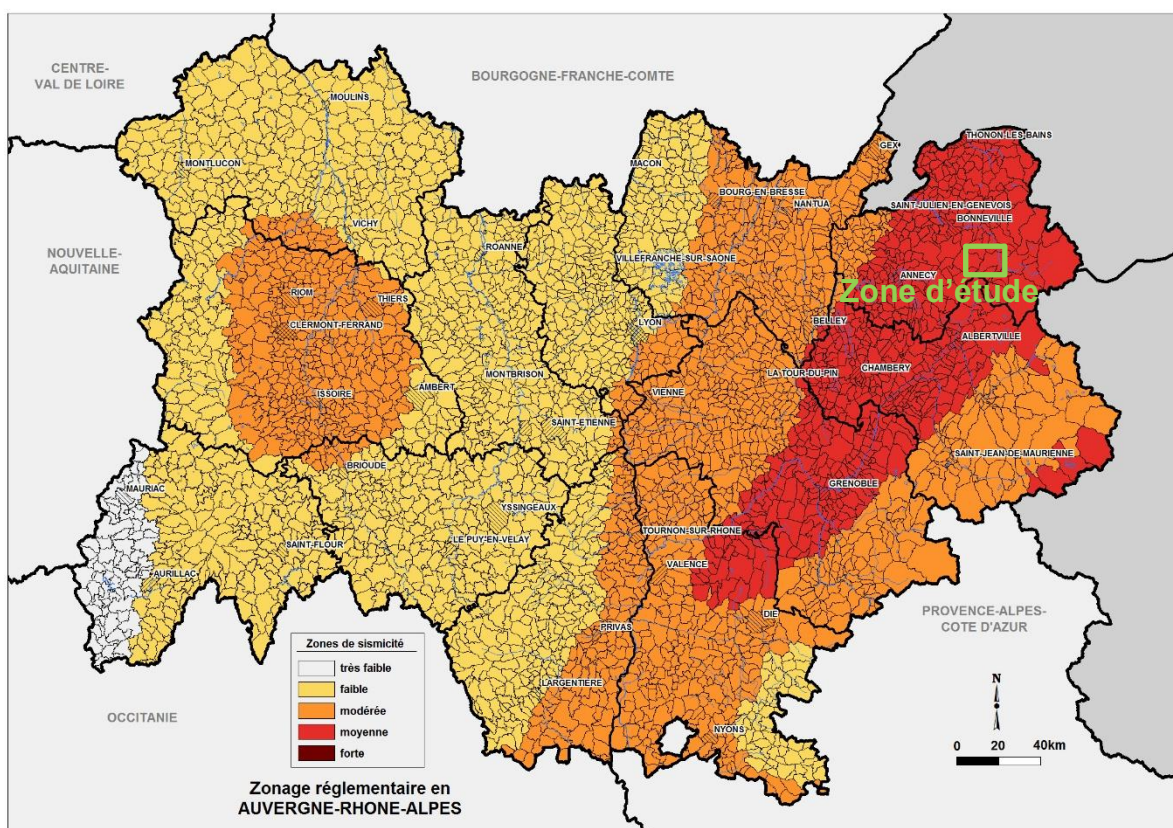 CENTRE-
VAL DE LOIRE
BOURGOGNE-FRANCHE-COMTE
MOULINS
THONON-LES-BAINS
GEX
MONTLUCON
MACON
BOURG-EN-BRESSE
NANTUA
SAINT-JULIEN-EN-GENEVOIS
BONNEVILLE
VICHY
ROANNE
NOUVELLE-
AQUITAINE
VILLEFRANCHE-SUR-SAONE
ANNECY
Zone d'étude
RIOM
THIERS
CLERMONT-FERRAND
LYON
BELLEY
ALBERTVILLE
MONTBRISON
LA TOUR-DU-PIN
CHAMBERY
ISSOIRE
AMBERT
VIENNE
SAINT-ETIENNE
BRIOUDE
SAINT-JEAN-DE-MAURIENNE
MAURIAC
GRENOBLE
YSSINGEAUX
TOURNON-SUR-RHONE
SAINT-FLOUR
LE PUY-EN-VELAY
VALENCE
AURILLAC
DIE
PROVENCE-ALPES-
COTE D'AZUR
PRIVAS
LARGENTIERE
OCCITANIE
NYONS
Zones de sismicité
très faible
faible
modérée
moyenne
forte
N
0 20 40km
Zonage réglementaire en
AUVERGNE-RHONE-ALPES